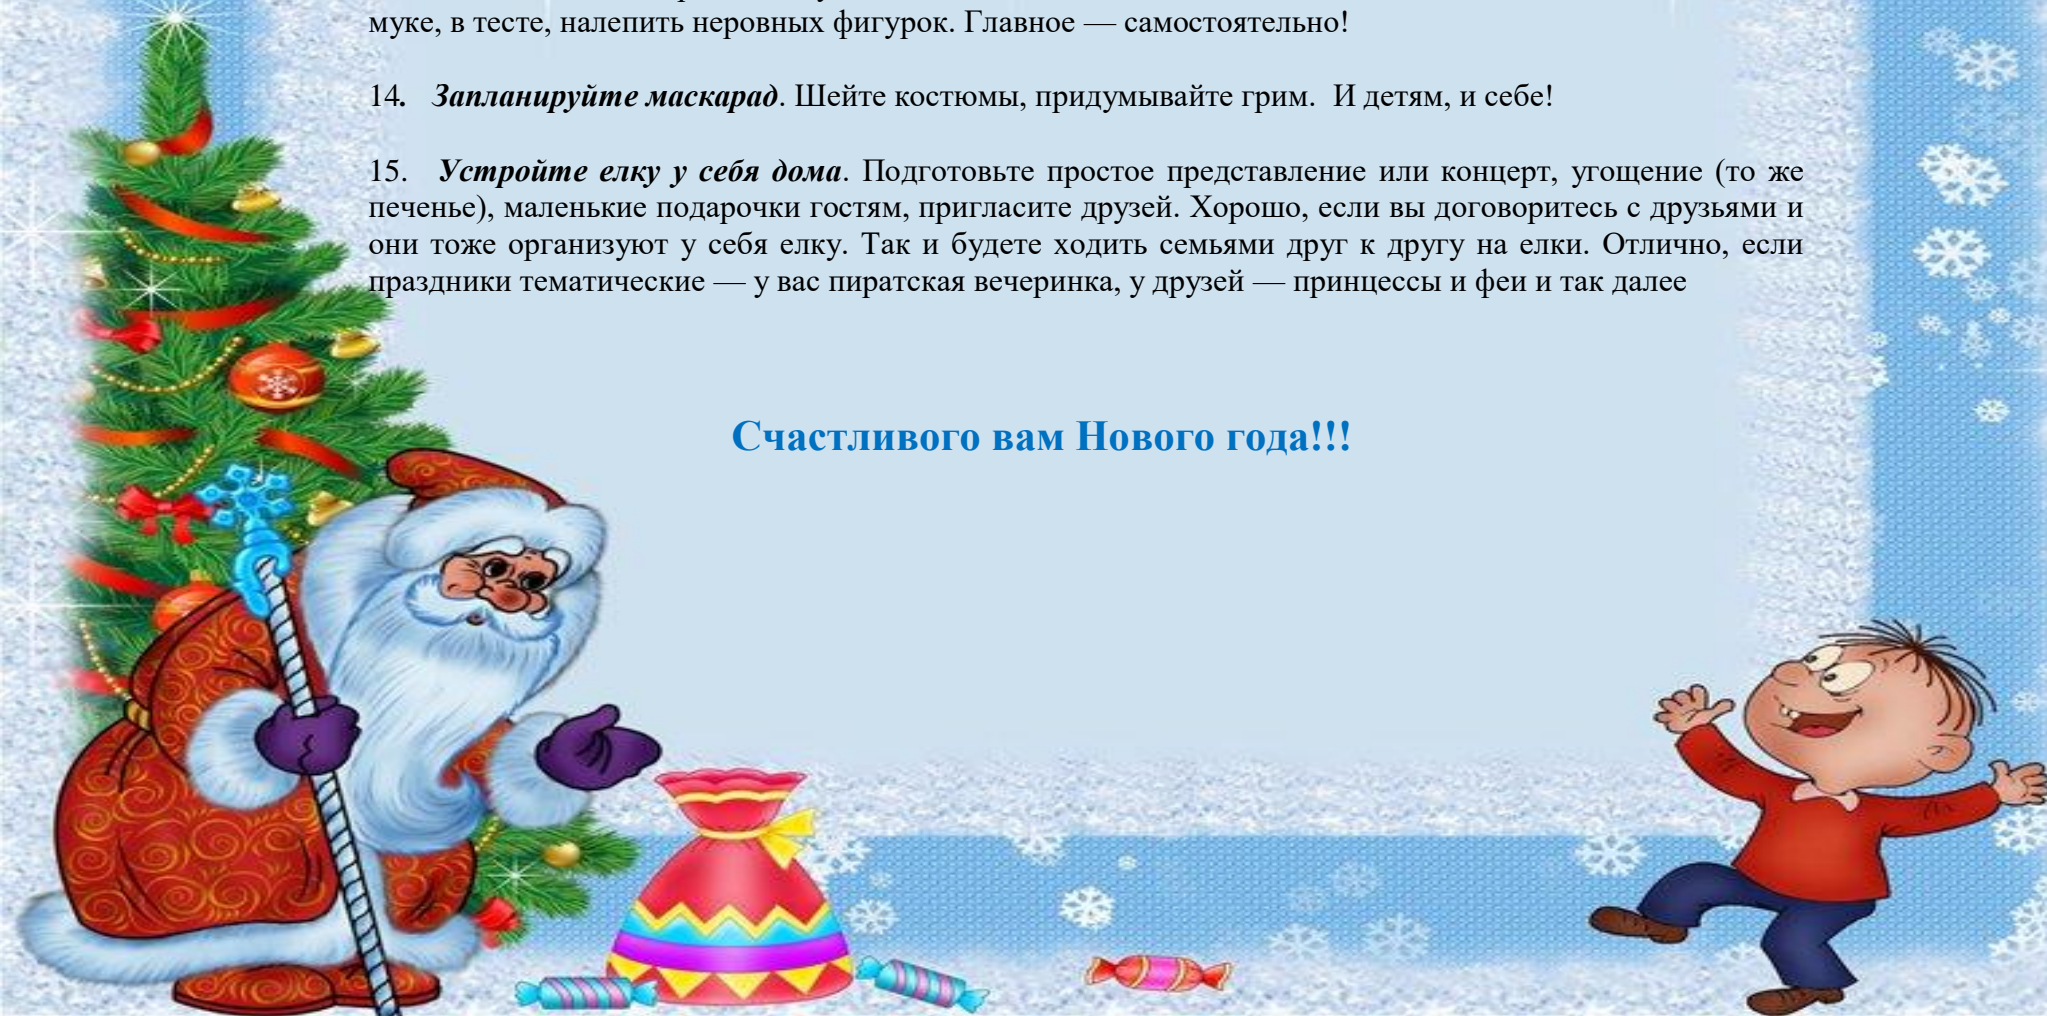 муке, в тесте, налепить неровных фигурок. Главное — самостоятельно!
14. Запланируйте маскарад. Шейте костюмы, придумывайте грим. И детям, и себе!
15. Устройте елку у себя дома. Подготовьте простое представление или концерт, угощение (то же
печенье), маленькие подарочки гостям, пригласите друзей. Хорошо, если вы договоритесь с друзьями и
они тоже организуют у себя елку. Так и будете ходить семьями друг к другу на елки. Отлично, если
праздники тематические — у вас пиратская вечеринка, у друзей — принцессы и феи и так далее
Счастливого вам Нового года!!!